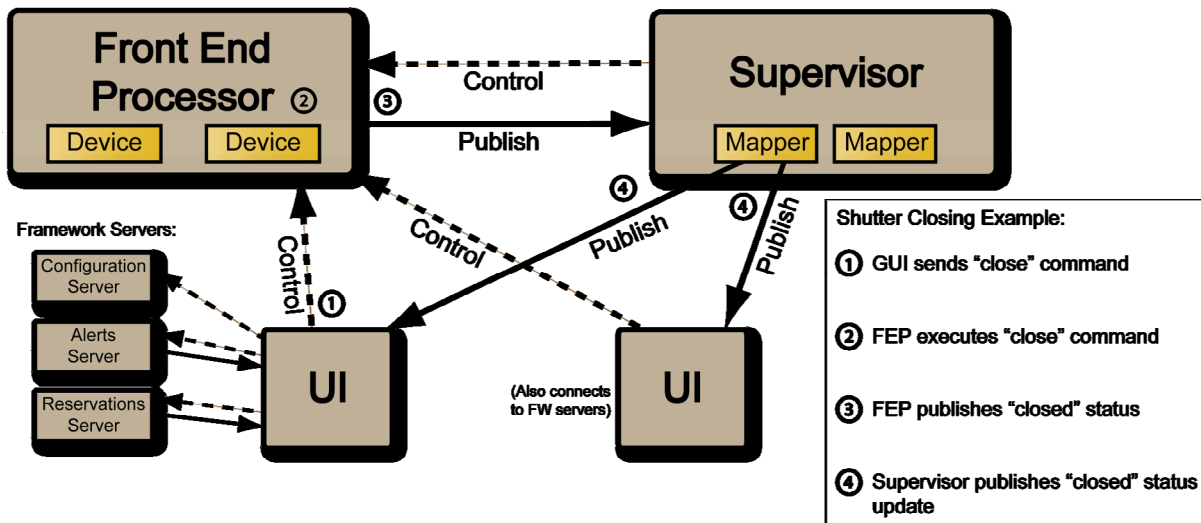 Front End
Processor ②
Device
Device
Supervisor
Mapper
Mapper
Control
③
Publish
④
Publish
④
Publish
Control
Control
①
Framework Servers:
Configuration
Server
Alerts
Server
Reservations
Server
UI
(Also connects
to FW servers)
UI
Shutter Closing Example:
① GUI sends “close” command
② FEP executes “close” command
③ FEP publishes “closed” status
④ Supervisor publishes “closed” status
update